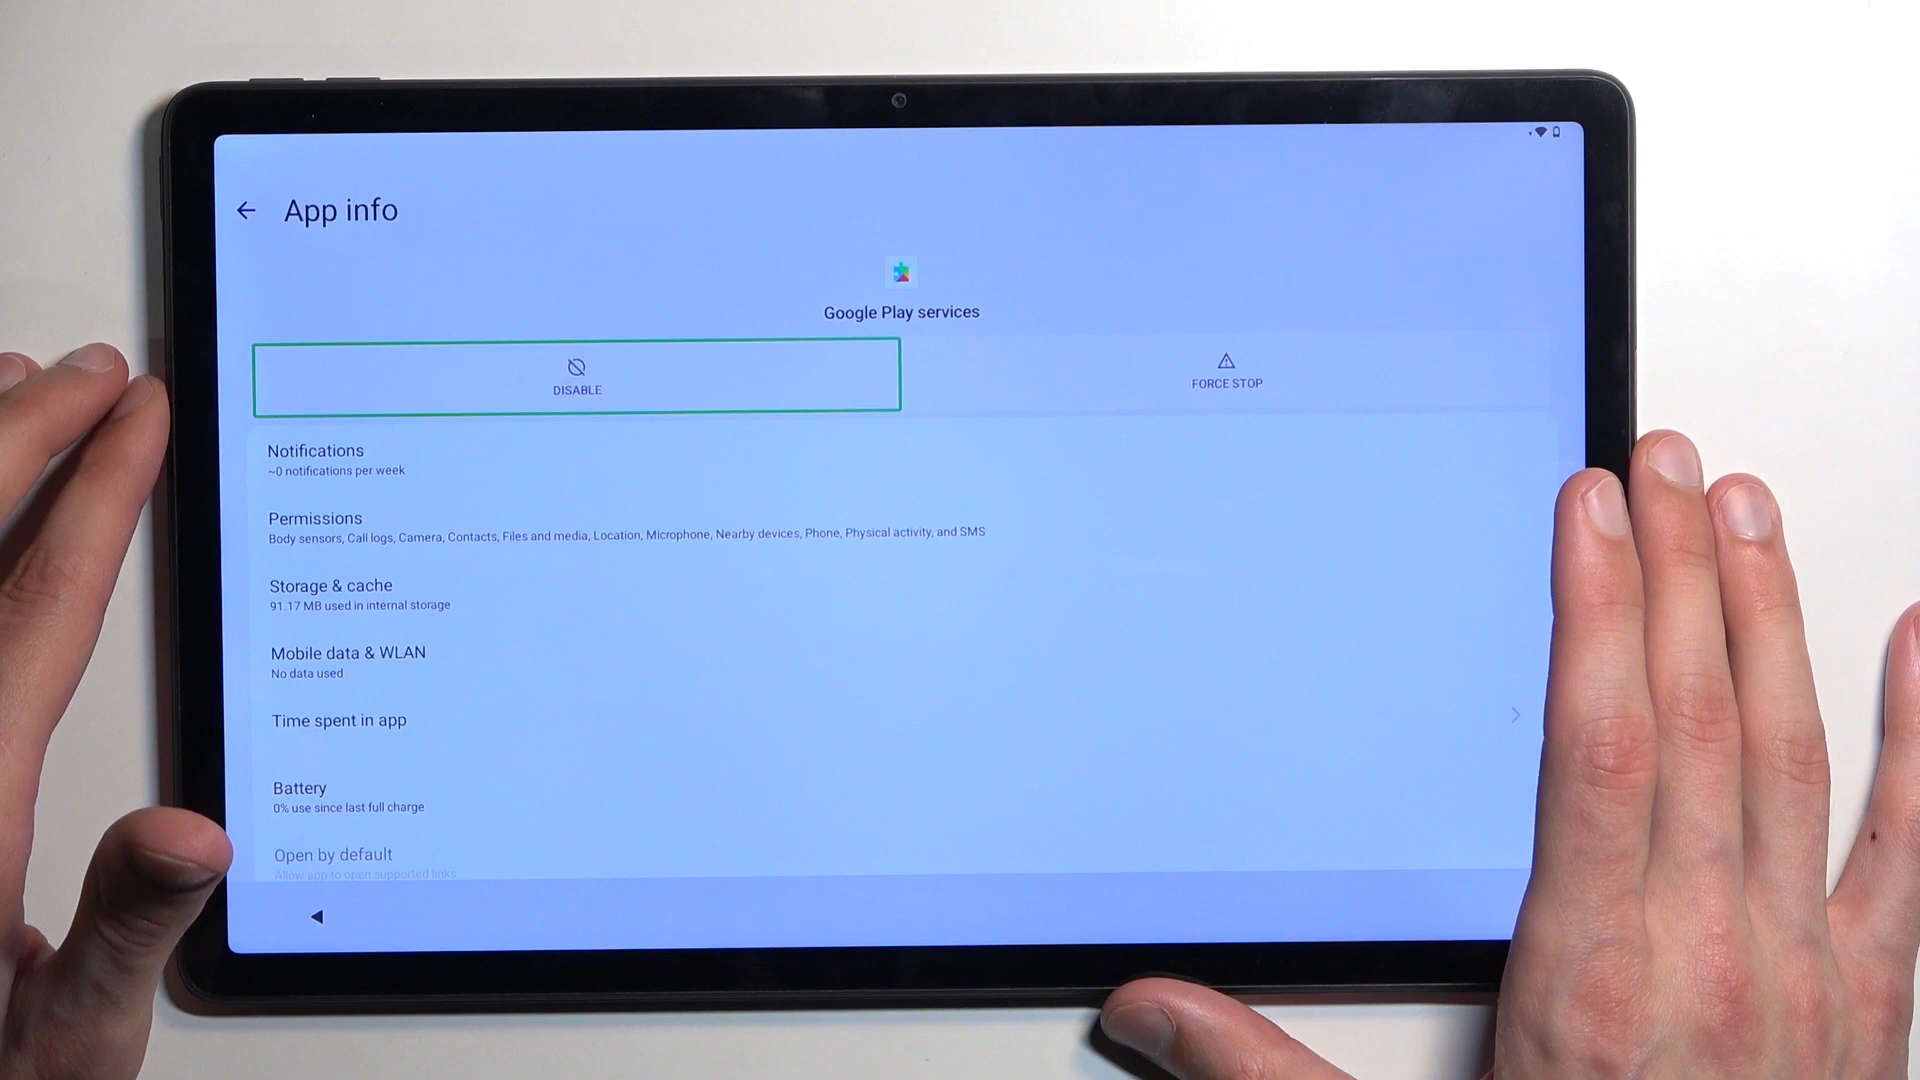 App info
Google Play services
DISABLE
FORCE STOP
Notifications
~0 notifications per week
Permissions
Body sensors, Call logs, Camera, Contacts, Files and media, Location, Microphone, Nearby devices, Phone, Physical activity, and SMS
Storage & cache
91.17 MB used in internal storage
Mobile data & WLAN
No data used
Time spent in app
Battery
0% use since last full charge
Open by default
Allow app to open supported links